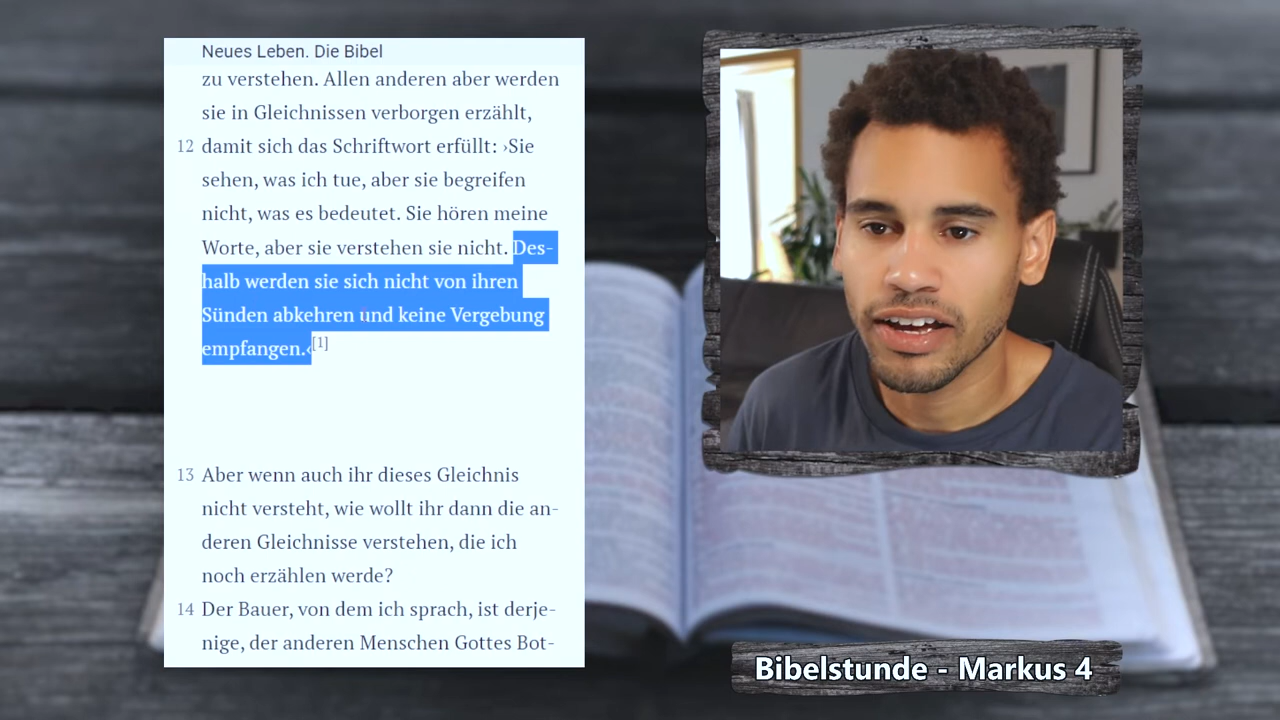 Neues Leben. Die Bibel
zu verstehen. Allen anderen aber werden
sie in Gleichnissen verborgen erzählt,
12 damit sich das Schriftwort erfüllt: ›Sie
sehen, was ich tue, aber sie begreifen
nicht, was es bedeutet. Sie hören meine
Worte, aber sie verstehen sie nicht. Des-
halb werden sie sich nicht von ihren
Sünden abkehren und keine Vergebung
empfangen.‹[1]
13 Aber wenn auch ihr dieses Gleichnis
nicht versteht, wie wollt ihr dann die an-
deren Gleichnisse verstehen, die ich
noch erzählen werde?
14 Der Bauer, von dem ich sprach, ist derje-
nige, der anderen Menschen Gottes Bot-
Bibelstunde - Markus 4